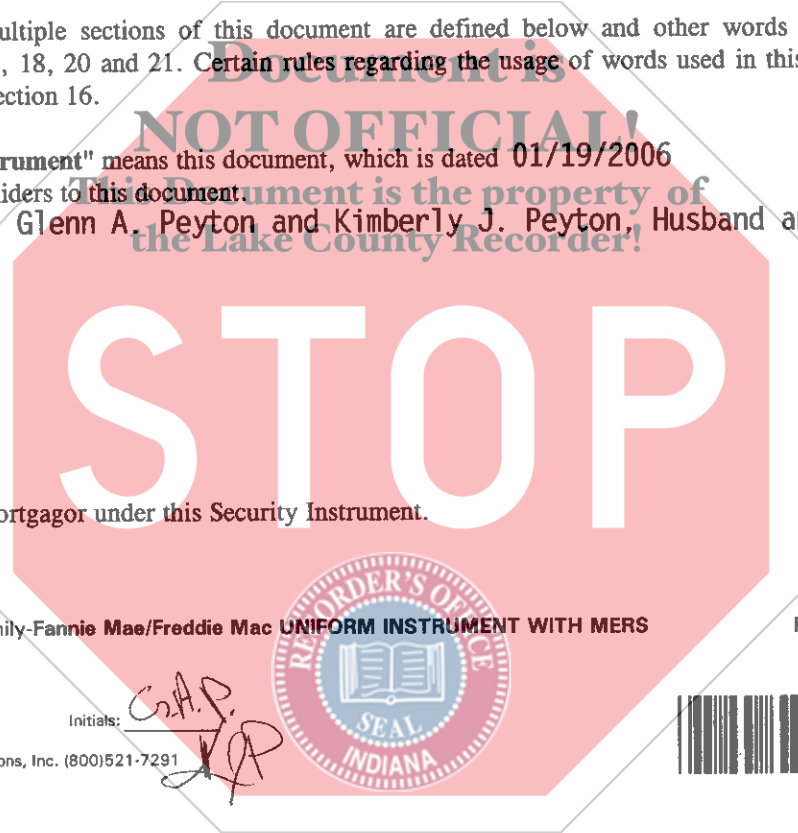 ultiple sections of this document are defined below and other words
, 18, 20 and 21. Certain rules regarding the usage of words used in this
ection 16.
Document is
NOT OFFICIAL!
This Document is the property of
the Lake County Recorder!
rument" means this document, which is dated 01/19/2006
iders to this document.
Glenn A. Peyton and Kimberly J. Peyton, Husband a
STOP
ortgagor under this Security Instrument.
RECORDER'S OFFICE
SEAL
INDIANA
nily-Fannie Mae/Freddie Mac UNIFORM INSTRUMENT WITH MERS
Initials: G.A.P.
KJP
ons, Inc. (800)521-7291